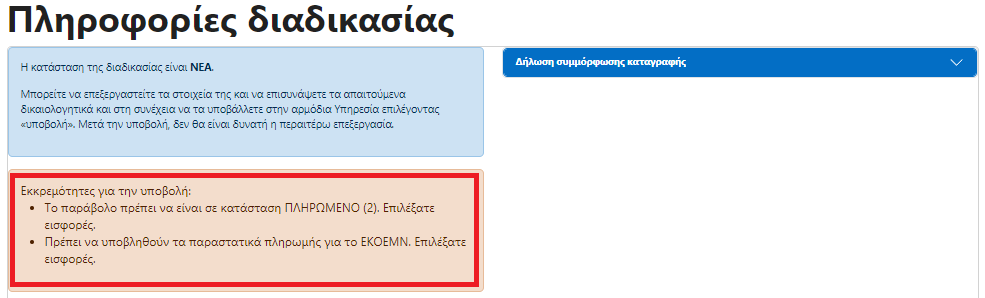 Πληροφορίες διαδικασίας
Η κατάσταση της διαδικασίας είναι ΝΕΑ.
Μπορείτε να επεξεργαστείτε τα στοιχεία της και να επισυνάψετε τα απαιτούμενα
δικαιολογητικά και στη συνέχεια να τα υποβάλλετε στην αρμόδια Υπηρεσία επιλέγοντας
«υποβολή». Μετά την υποβολή, δεν θα είναι δυνατή η περαιτέρω επεξεργασία.
Δήλωση συμμόρφωσης καταγραφής
Εκκρεμότητες για την υποβολή:
• Το παράβολο πρέπει να είναι σε κατάσταση ΠΛΗΡΩΜΕΝΟ (2). Επιλέξατε
εισφορές.
• Πρέπει να υποβληθούν τα παραστατικά πληρωμής για το ΕΚΟΕΜΝ. Επιλέξατε
εισφορές.